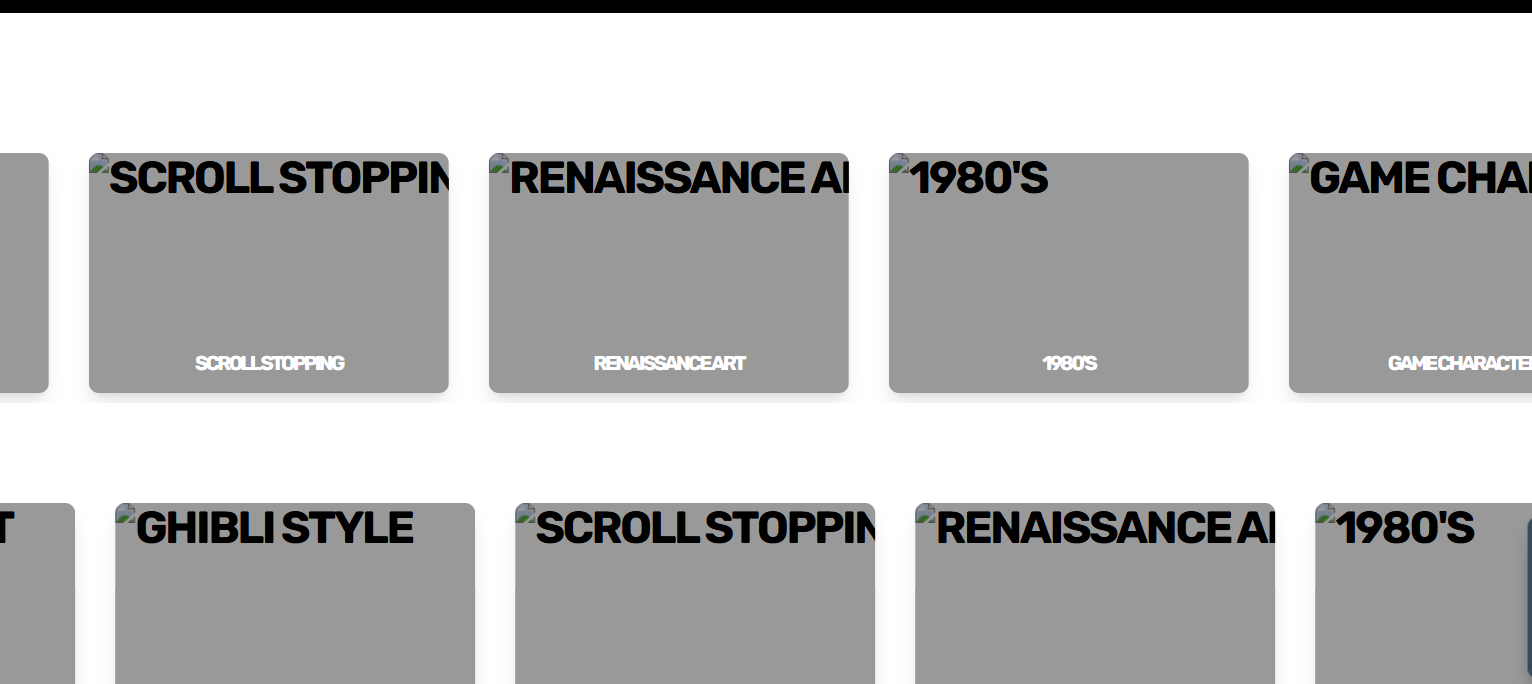 SCROLL STOPPIN
RENAISSANCE A
1980'S
GAME CHA
SCROLL STOPPING
RENAISSANCE ART
1980'S
GAME CHARACTE
T
GHIBLI STYLE
SCROLL STOPPIN
RENAISSANCE A
1980'S